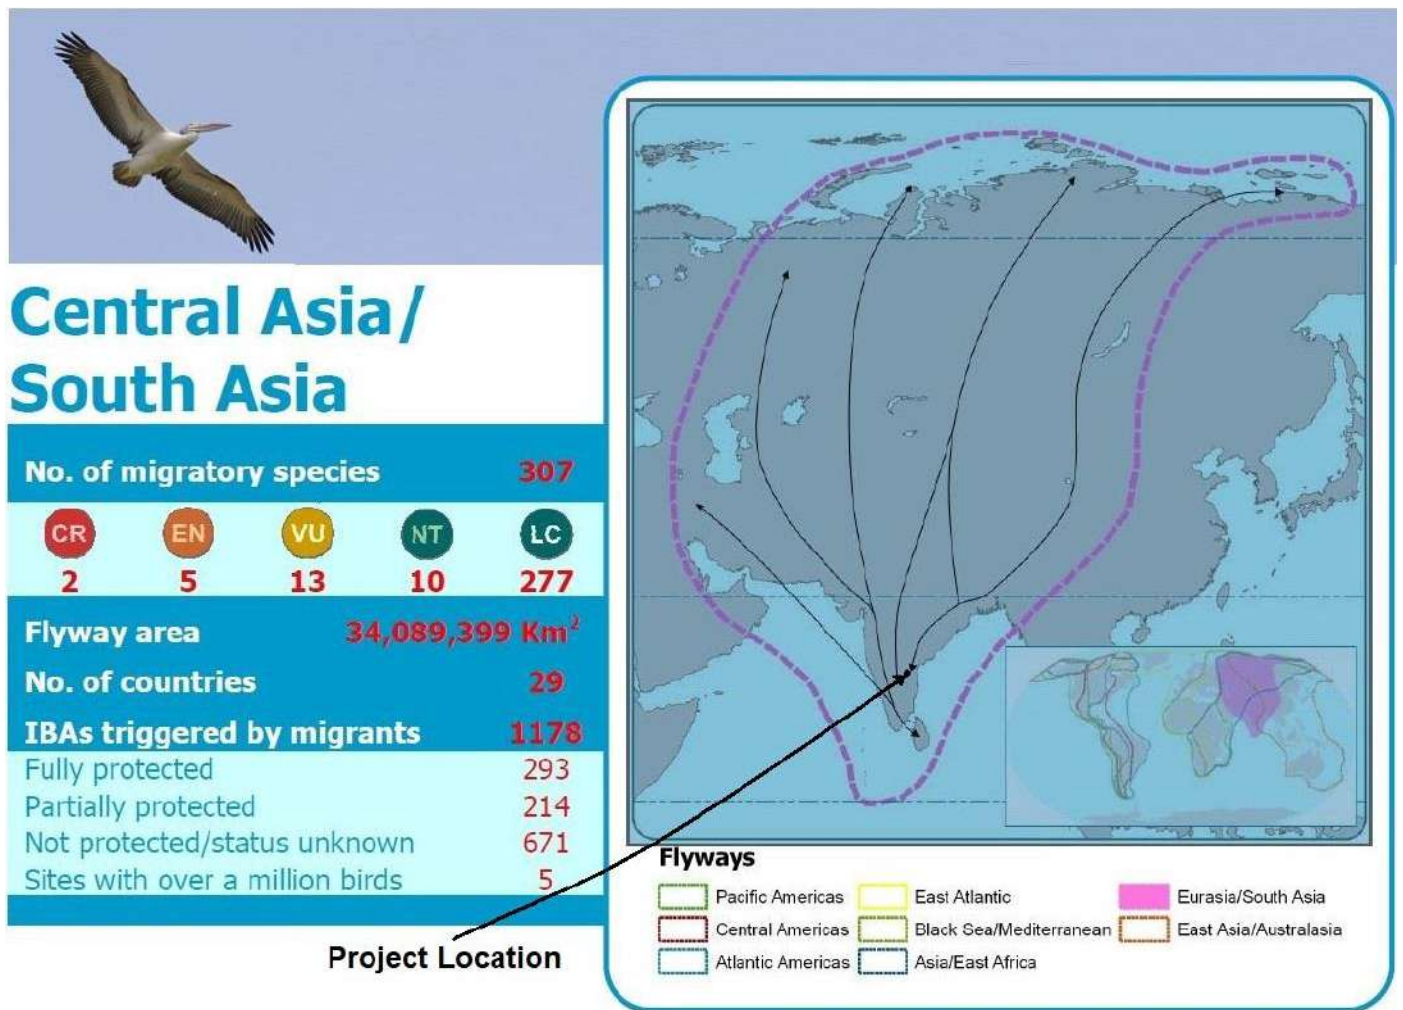 Central Asia/
South Asia
No. of migratory species 307
CR EN VU NT LC
2 5 13 10 277
Flyway area 34,089,399 Km²
No. of countries 29
IBAs triggered by migrants 1178
Fully protected 293
Partially protected 214
Not protected/status unknown 671
Sites with over a million birds 5
Project Location
Flyways
Pacific Americas East Atlantic Eurasia/South Asia
Central Americas Black Sea/Mediterranean East Asia/Australasia
Atlantic Americas Asia/East Africa